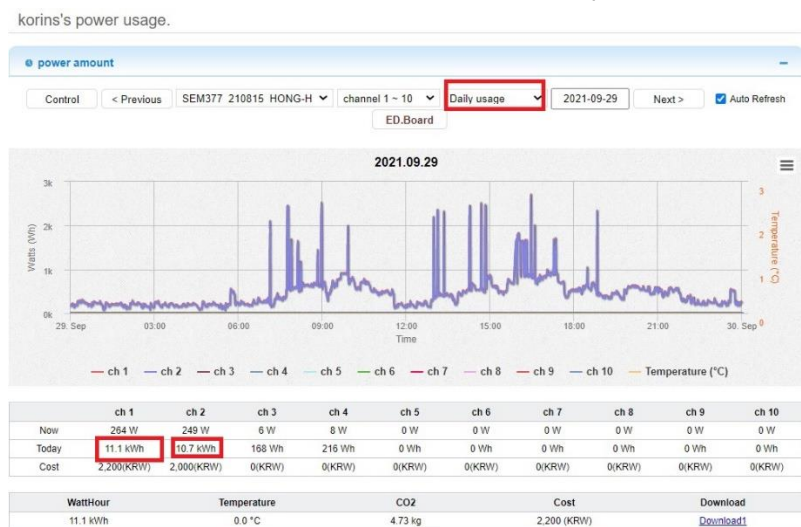 korins's power usage.
power amount
Control < Previous SEM377 210815 HONG-H channel 1 ~ 10 Daily usage 2021-09-29 Next > Auto Refresh
ED.Board
2021.09.29
3k
2k
1k
0k
Watts (Wh)
3
2
1
0
Temperature (°C)
29. Sep 03:00 06:00 09:00 12:00 15:00 18:00 21:00 30. Sep
Time
ch 1 ch 2 ch 3 ch 4 ch 5 ch 6 ch 7 ch 8 ch 9 ch 10 Temperature (°C)
ch 1 ch 2 ch 3 ch 4 ch 5 ch 6 ch 7 ch 8 ch 9 ch 10
Now 264 W 249 W 6 W 8 W 0 W 0 W 0 W 0 W 0 W 0 W
Today 11.1 kWh 10.7 kWh 168 Wh 216 Wh 0 Wh 0 Wh 0 Wh 0 Wh 0 Wh 0 Wh
Cost 2,200(KRW) 2,000(KRW) 0(KRW) 0(KRW) 0(KRW) 0(KRW) 0(KRW) 0(KRW) 0(KRW) 0(KRW)
WattHour Temperature CO2 Cost Download
11.1 kWh 0.0 °C 4.73 kg 2,200 (KRW) Download1